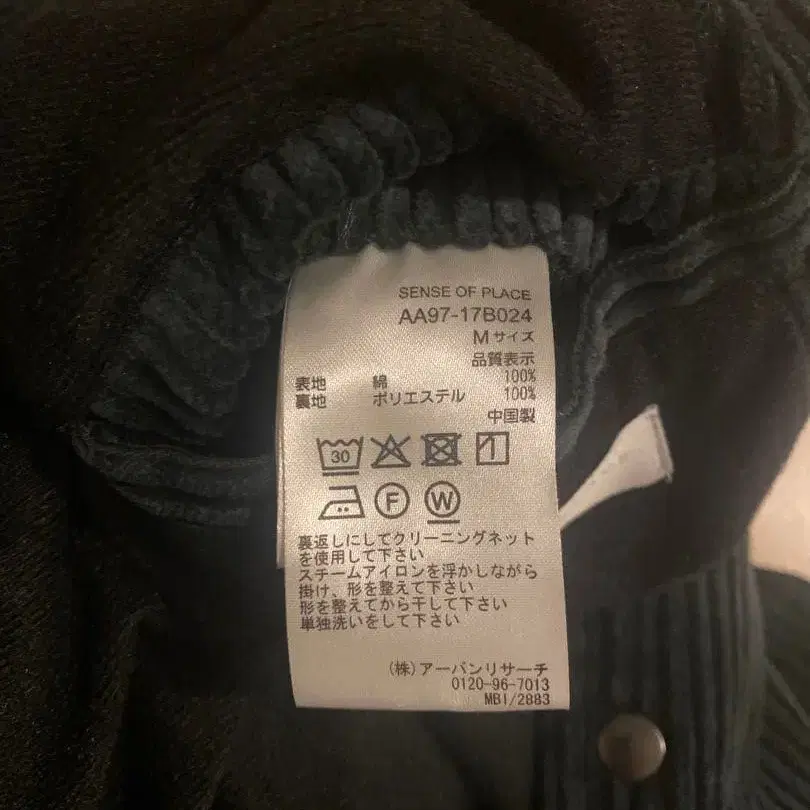 SENSE OF PLACE
AA97-17B024
Mサイズ
品質表示
表地 綿 100%
裏地 ポリエステル 100%
中国製
30
F W
裏返しにしてクリーニングネット
を使用して下さい
スチームアイロンを浮かしながら
掛け、形を整えて下さい
形を整えてから干して下さい
単独洗いをして下さい
(株)アーバンリサーチ
0120-96-7013
MBI/2883